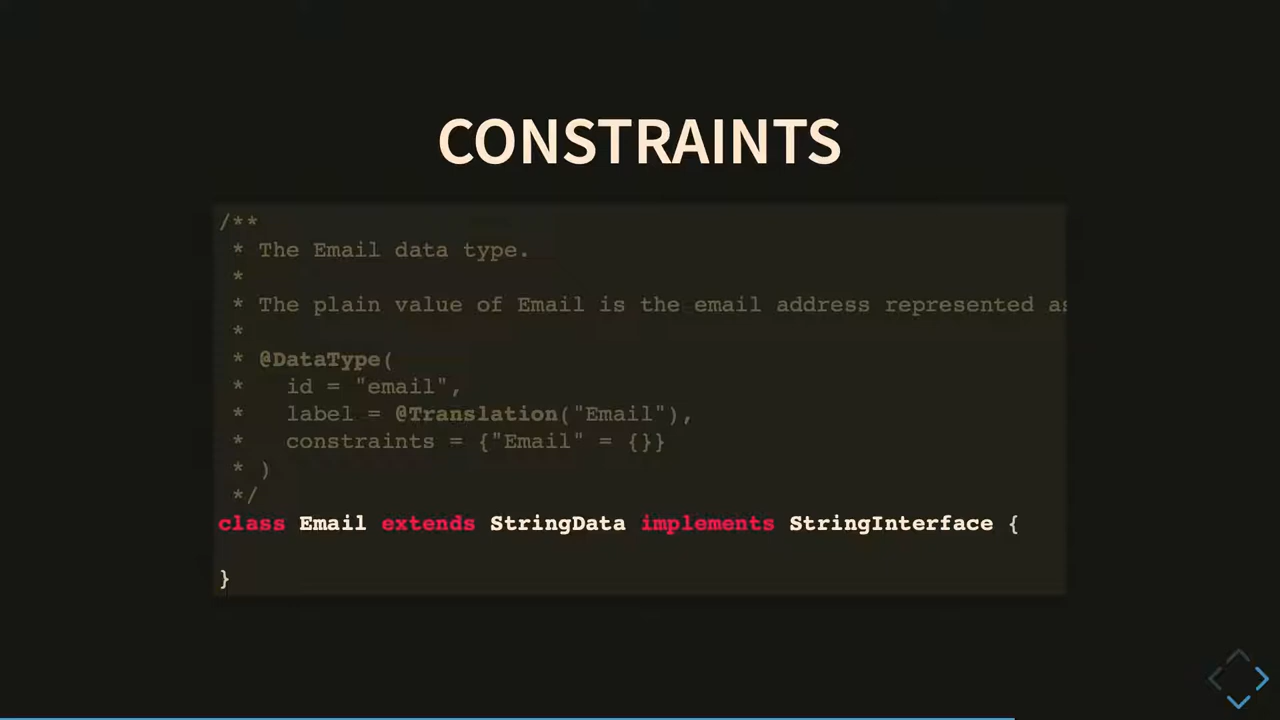 CONSTRAINTS
/**
 * The Email data type.
 *
 * The plain value of Email is the email address represented as
 *
 * @DataType(
 *   id = "email",
 *   label = @Translation("Email"),
 *   constraints = {"Email" = {}}
 * )
 */
class Email extends StringData implements StringInterface {
}